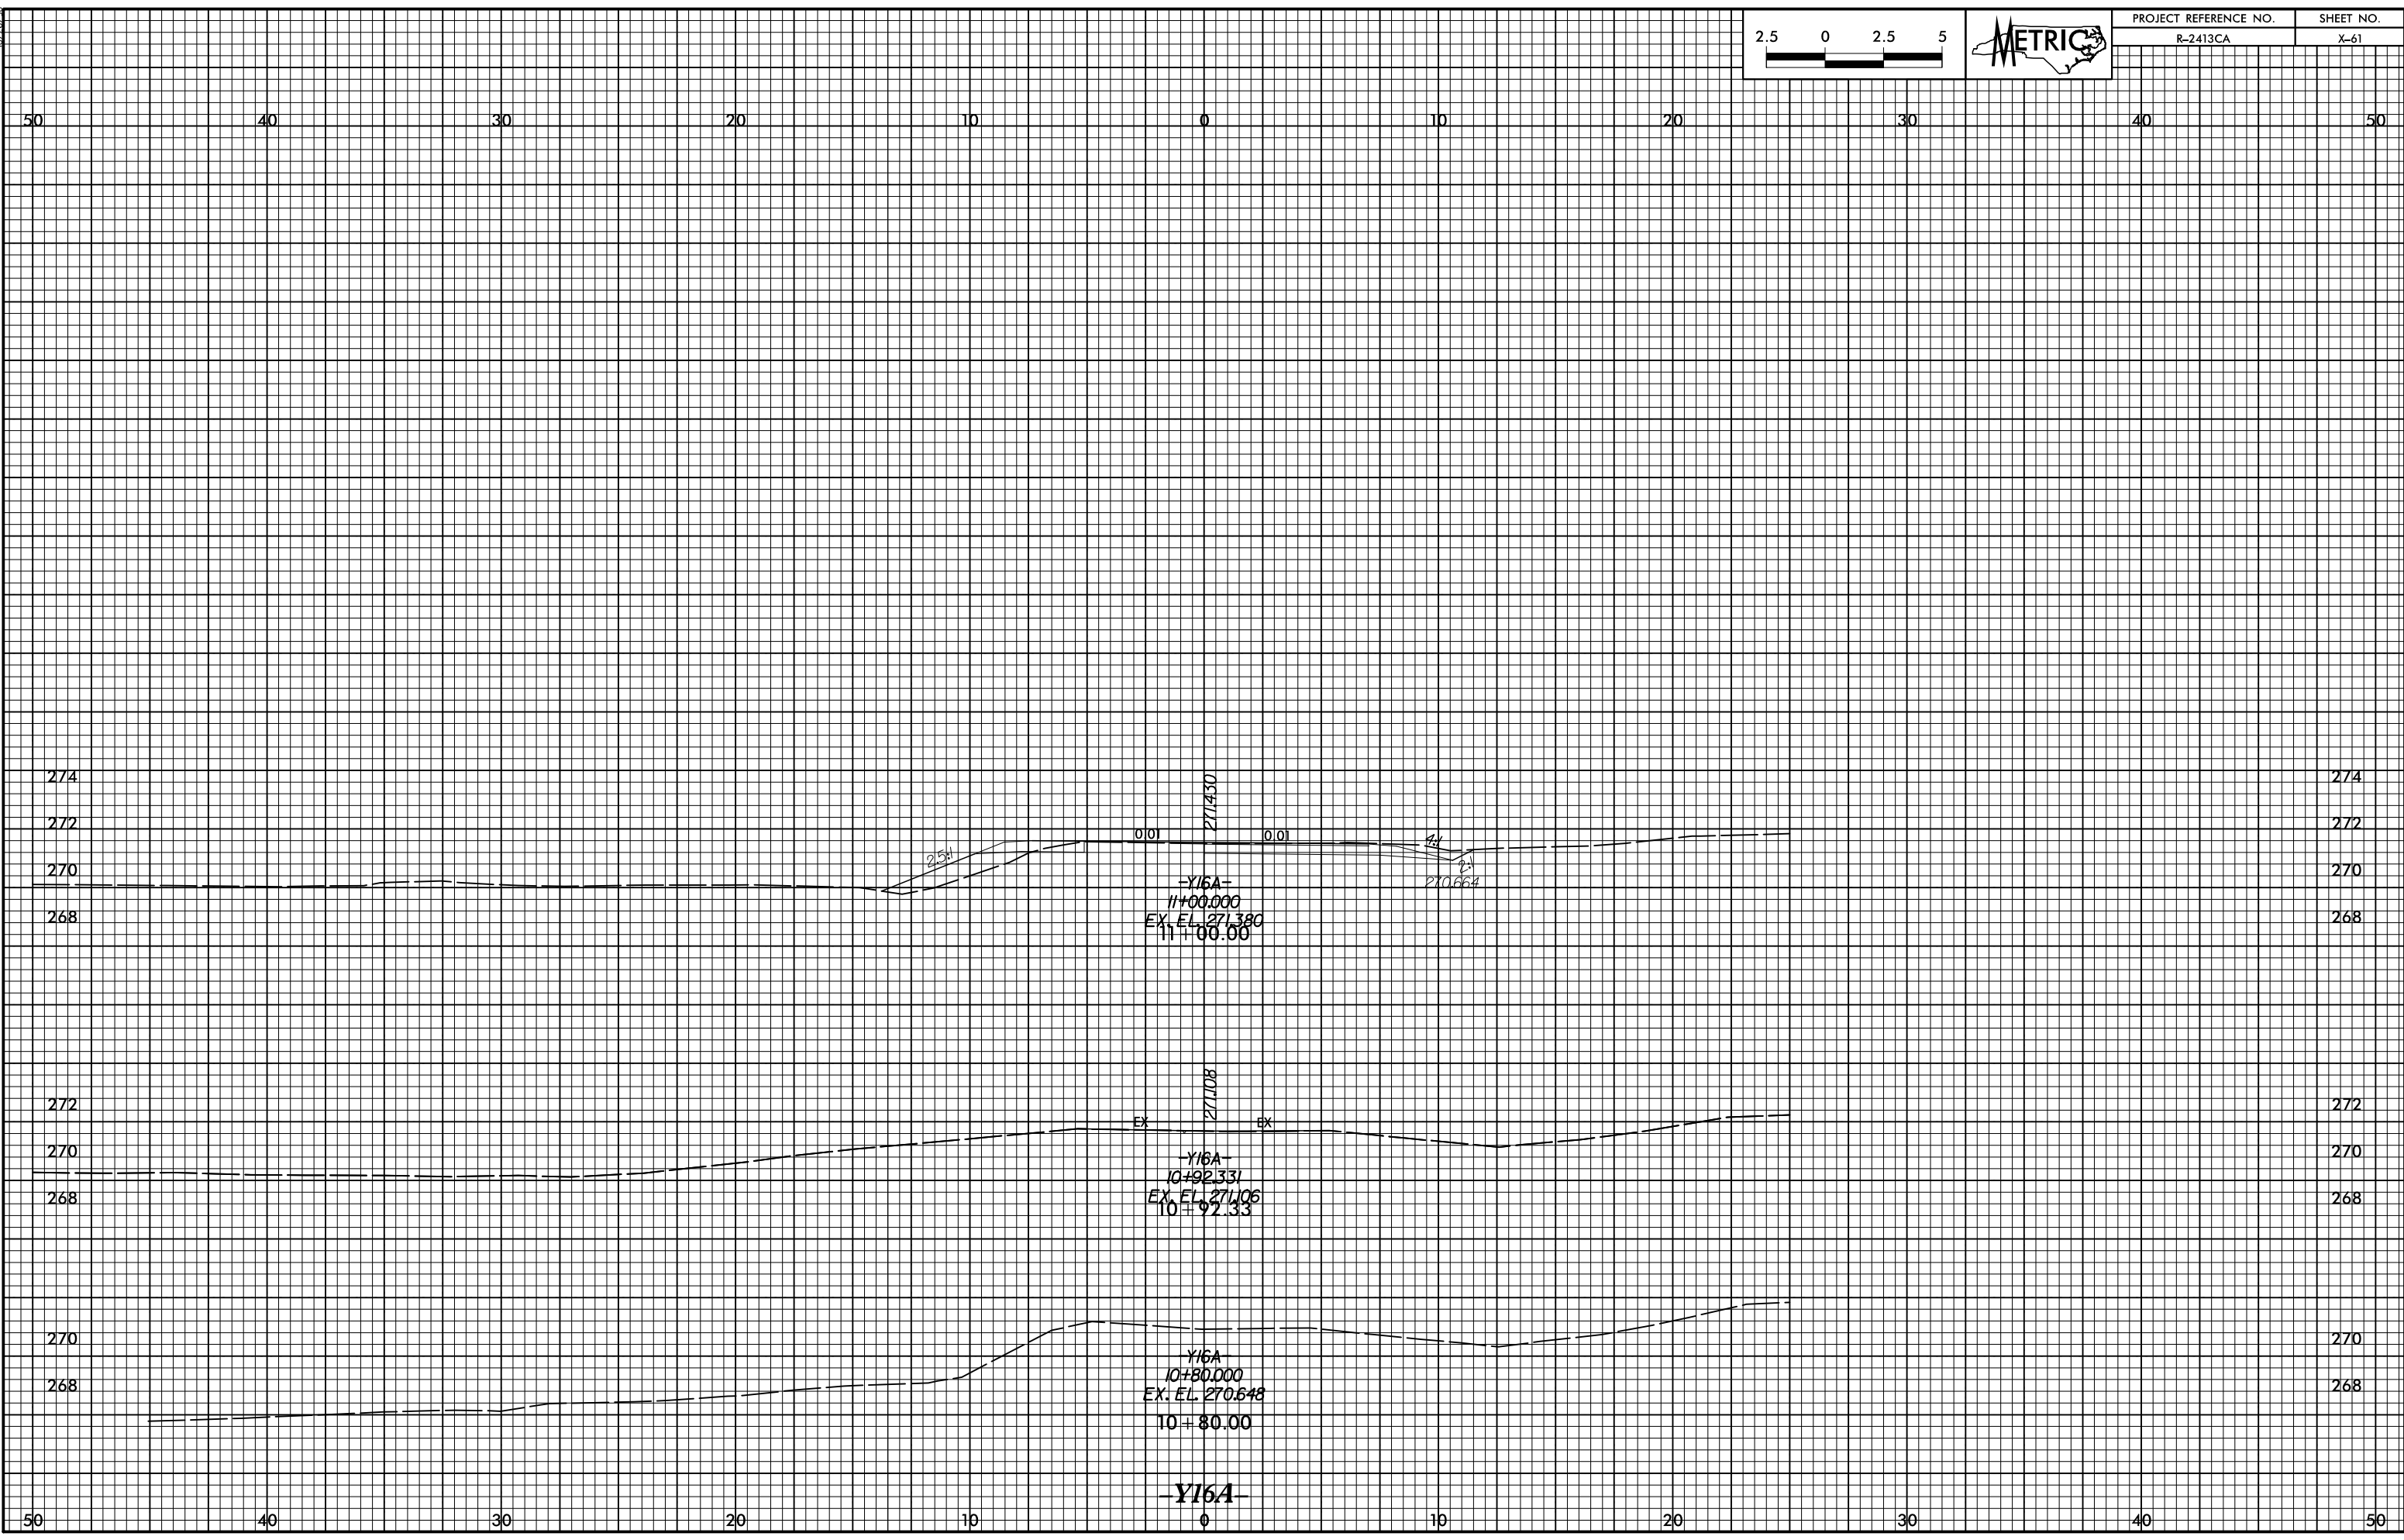 PROJECT REFERENCE NO. SHEET NO.
R-2413CA X-61
2.5 0 2.5 5
METRIC
50 40 30 20 10 0 10 20 30 40 50
274 271.430 274
272 0.01 0.01 4:1 272
2.5:1
270 2:1 270
270.664
-Y16A-
11+00.000
268 EX. EL. 271.380 268
11+00.00
271.108
272 EX EX 272
270 270
-Y16A-
10+92.331
268 EX. EL. 271.106 268
10+92.33
270 270
-Y16A-
10+80.000
268 EX. EL. 270.648 268
10+80.00
-Y16A-
50 40 30 20 10 0 10 20 30 40 50